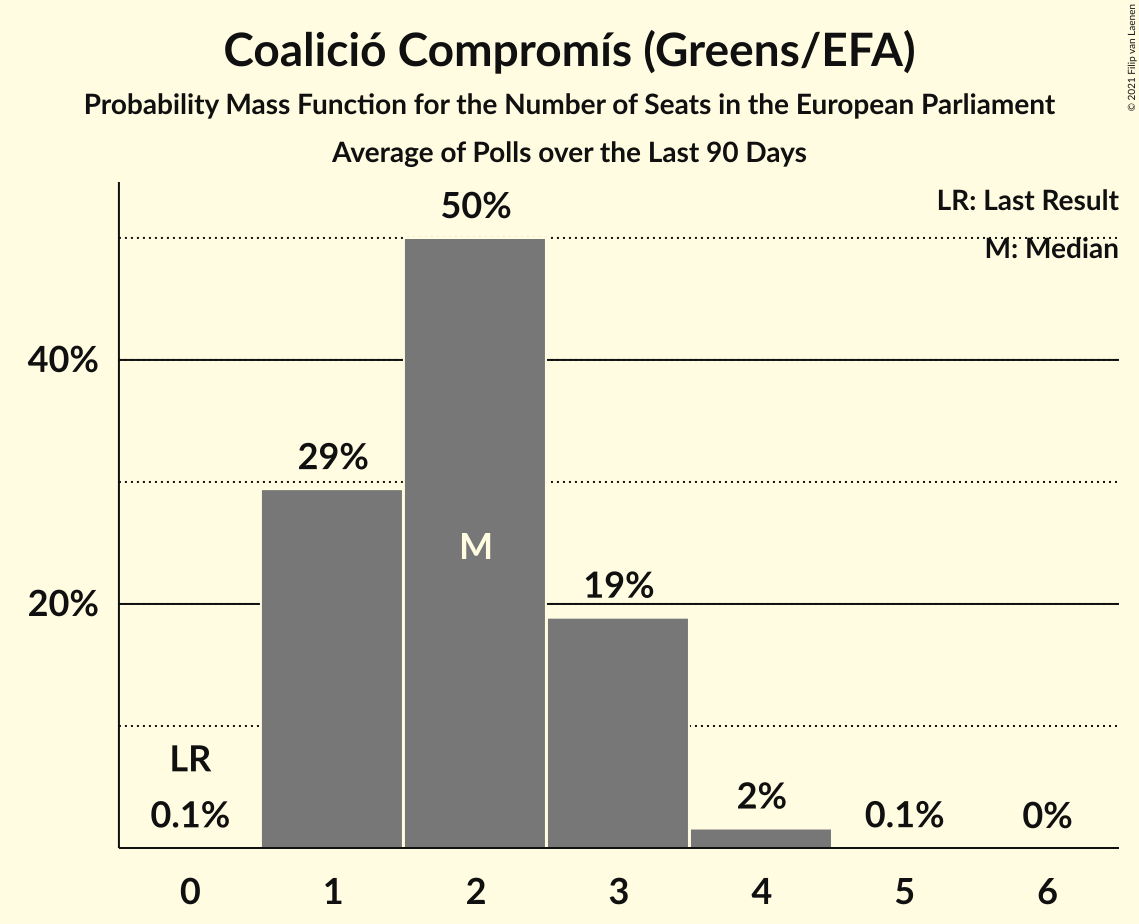 Coalició Compromís (Greens/EFA)
Probability Mass Function for the Number of Seats in the European Parliament
Average of Polls over the Last 90 Days
© 2021 Filip van Laenen
LR: Last Result
M: Median
50%
40%
29%
M
20%
19%
LR
0.1%
2%
0.1%
0%
0 1 2 3 4 5 6